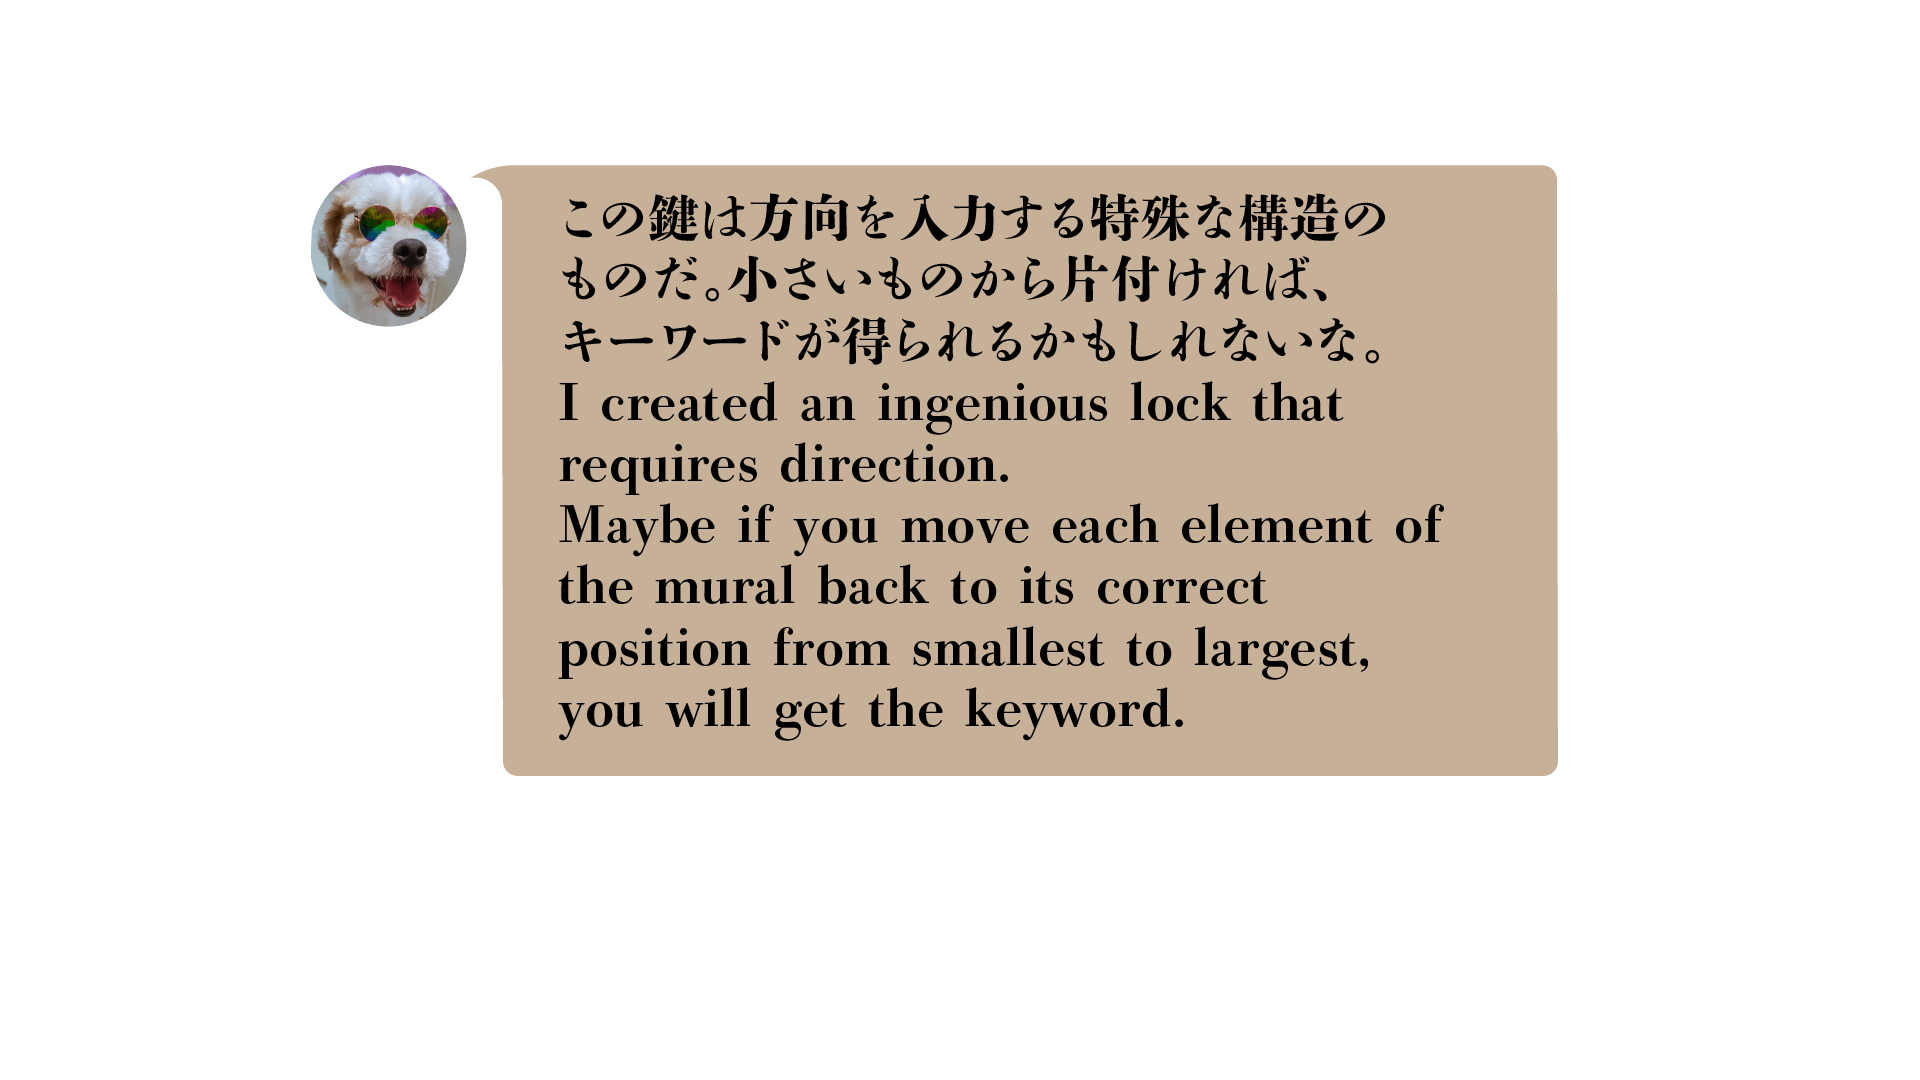 この鍵は方向を入力する特殊な構造の
ものだ。小さいものから片付ければ、
キーワードが得られるかもしれないな。
I created an ingenious lock that
requires direction.
Maybe if you move each element of
the mural back to its correct
position from smallest to largest,
you will get the keyword.